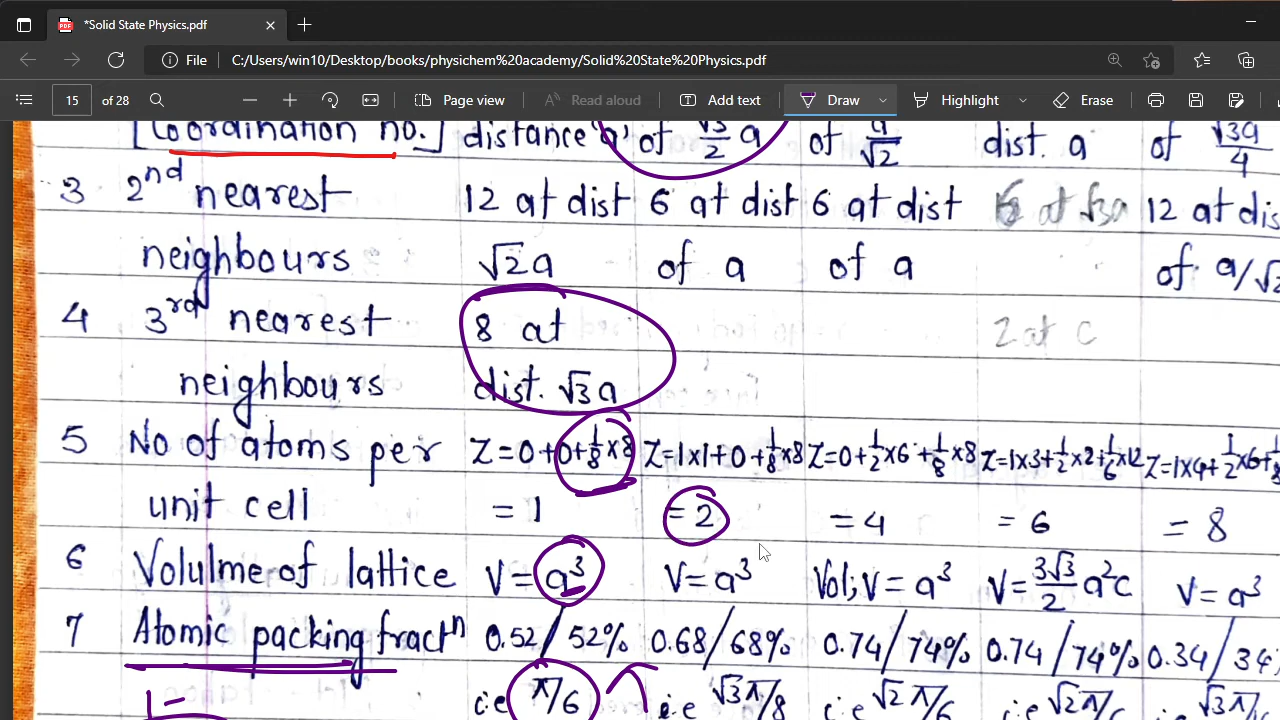 *Solid State Physics.pdf
File C:/Users/win10/Desktop/books/physichem%20academy/Solid%20State%20Physics.pdf
15 of 28 Page view Read aloud Add text Draw Highlight Erase
[Coordination no.] distance 'a' of √3/2 a of a/√2 dist. a of √3a/4
3 2nd nearest 12 at dist 6 at dist 6 at dist at √3a 12 at dis
neighbours √2a of a of a of a/√2
4 3rd nearest 8 at 2 at c
neighbours dist. √3a
5 No of atoms per Z=0+0+1/8×8 Z=1×1+0+1/8×8 Z=0+1/2×6+1/8×8 Z=1×3+1/2×2+1/6×12 Z=1×4+1/2×6+1/8
unit cell = 1 = 2 = 4 = 6 = 8
6 Volulme of lattice V=a³ V=a³ Vol; V=a³ V=3√3/2 a²c V=a³
7 Atomic packing fractn 0.52/52% 0.68/68% 0.74/74% 0.74/74% 0.34/34
i.e π/6 i.e √3π/8 i.e √2π/6 i.e √2π/6 i.e √3π/